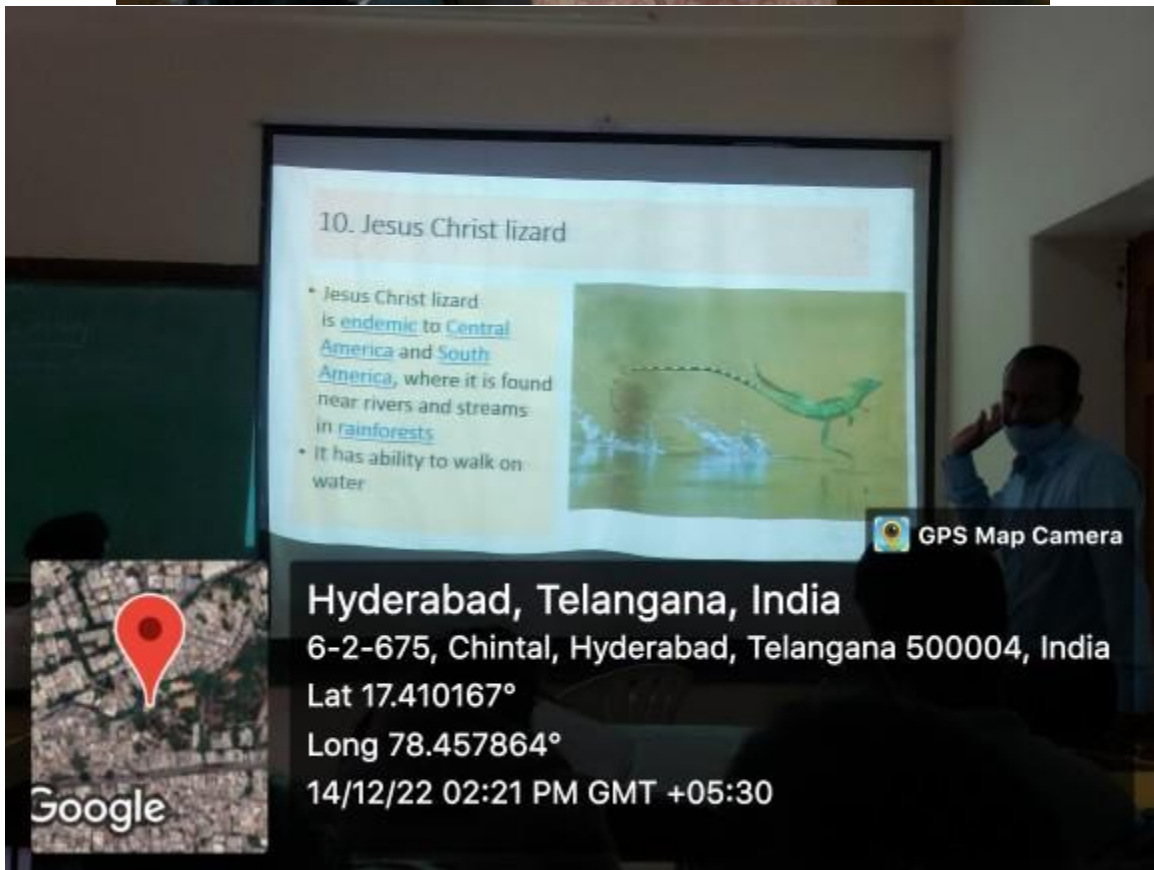 10. Jesus Christ lizard
• Jesus Christ lizard
is endemic to Central
America and South
America, where it is found
near rivers and streams
in rainforests
• It has ability to walk on
water
GPS Map Camera
Hyderabad, Telangana, India
6-2-675, Chintal, Hyderabad, Telangana 500004, India
Lat 17.410167°
Long 78.457864°
14/12/22 02:21 PM GMT +05:30
Google